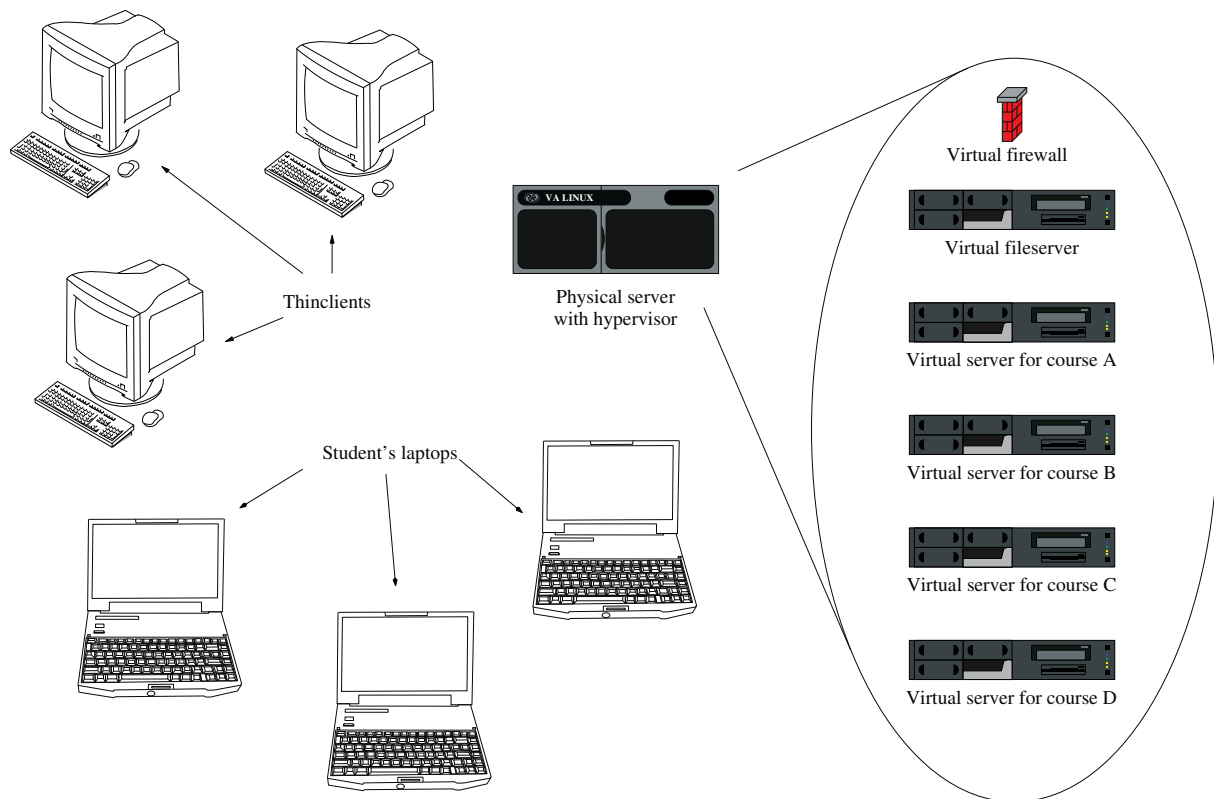 Thinclients
Student's laptops
VA LINUX
Physical server
with hypervisor
Virtual firewall
Virtual fileserver
Virtual server for course A
Virtual server for course B
Virtual server for course C
Virtual server for course D